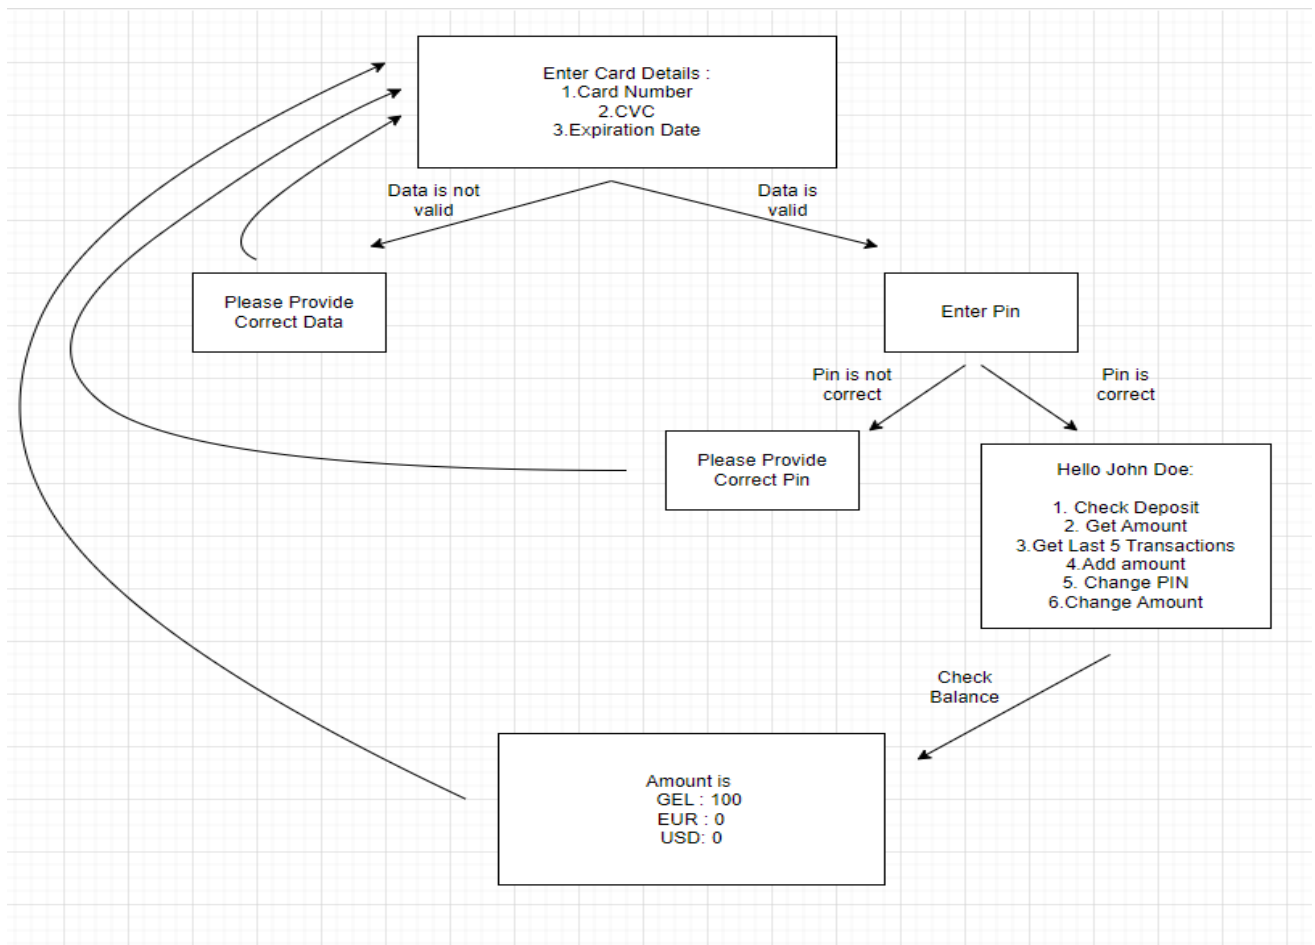 Enter Card Details :
1.Card Number
2.CVC
3.Expiration Date
Data is not
valid
Data is
valid
Please Provide
Correct Data
Enter Pin
Pin is not
correct
Pin is
correct
Please Provide
Correct Pin
Hello John Doe:
1. Check Deposit
2. Get Amount
3.Get Last 5 Transactions
4.Add amount
5. Change PIN
6.Change Amount
Check
Balance
Amount is
GEL : 100
EUR : 0
USD: 0